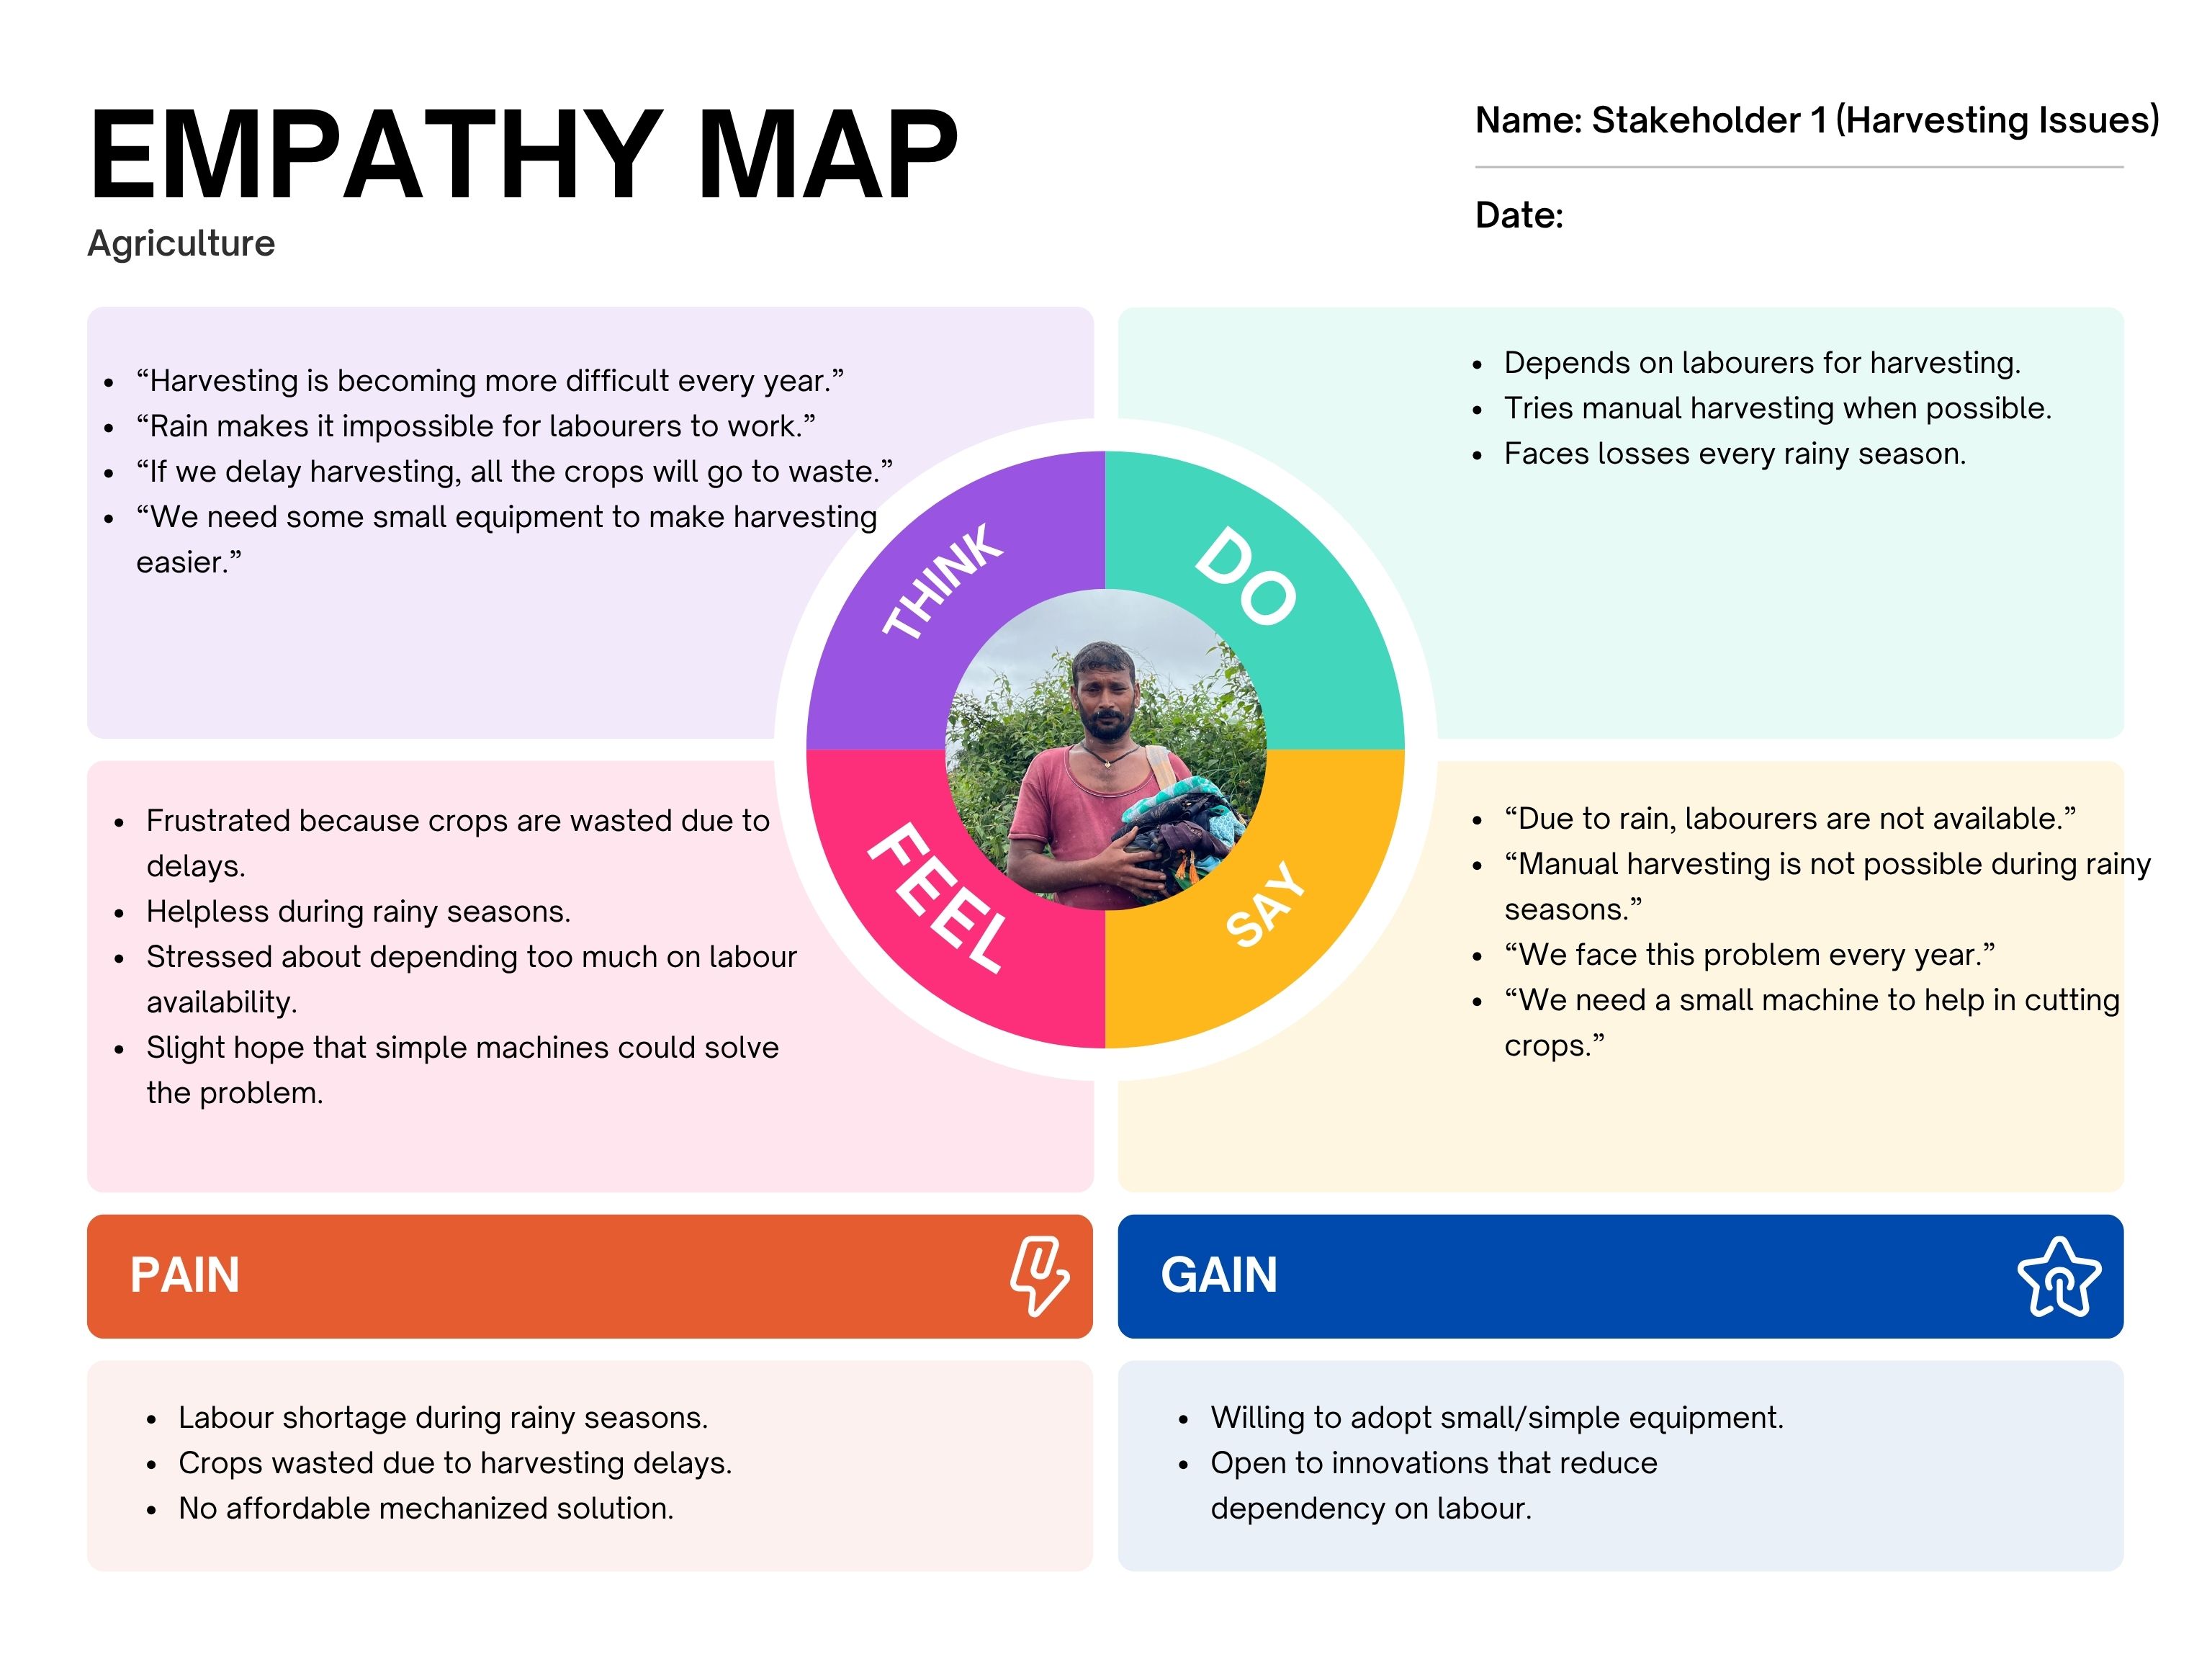 EMPATHY MAP
Agriculture
Name: Stakeholder 1 (Harvesting Issues)
Date:
• “Harvesting is becoming more difficult every year.”
• “Rain makes it impossible for labourers to work.”
• “If we delay harvesting, all the crops will go to waste.”
• “We need some small equipment to make harvesting
easier.”
• Depends on labourers for harvesting.
• Tries manual harvesting when possible.
• Faces losses every rainy season.
THINK
DO
FEEL
SAY
• Frustrated because crops are wasted due to
delays.
• Helpless during rainy seasons.
• Stressed about depending too much on labour
availability.
• Slight hope that simple machines could solve
the problem.
• “Due to rain, labourers are not available.”
• “Manual harvesting is not possible during rainy
seasons.”
• “We face this problem every year.”
• “We need a small machine to help in cutting
crops.”
PAIN
• Labour shortage during rainy seasons.
• Crops wasted due to harvesting delays.
• No affordable mechanized solution.
GAIN
• Willing to adopt small/simple equipment.
• Open to innovations that reduce
dependency on labour.